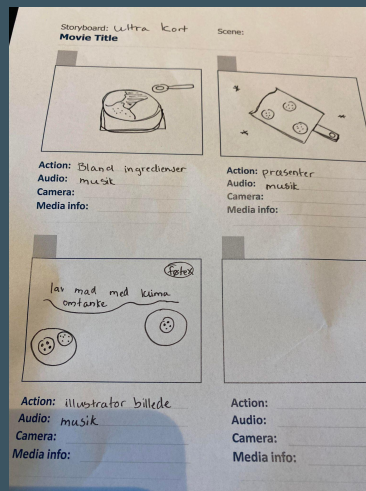 Storyboard: ultra kort
Scene:
Movie Title
Action: Bland ingredienser
Audio: musik
Camera:
Media info:
Action: præsenter
Audio: musik
Camera:
Media info:
føtex
lav mad med klima
omtanke
Action: illustrator billede
Audio: musik
Camera:
Media info:
Action:
Audio:
Camera:
Media info: